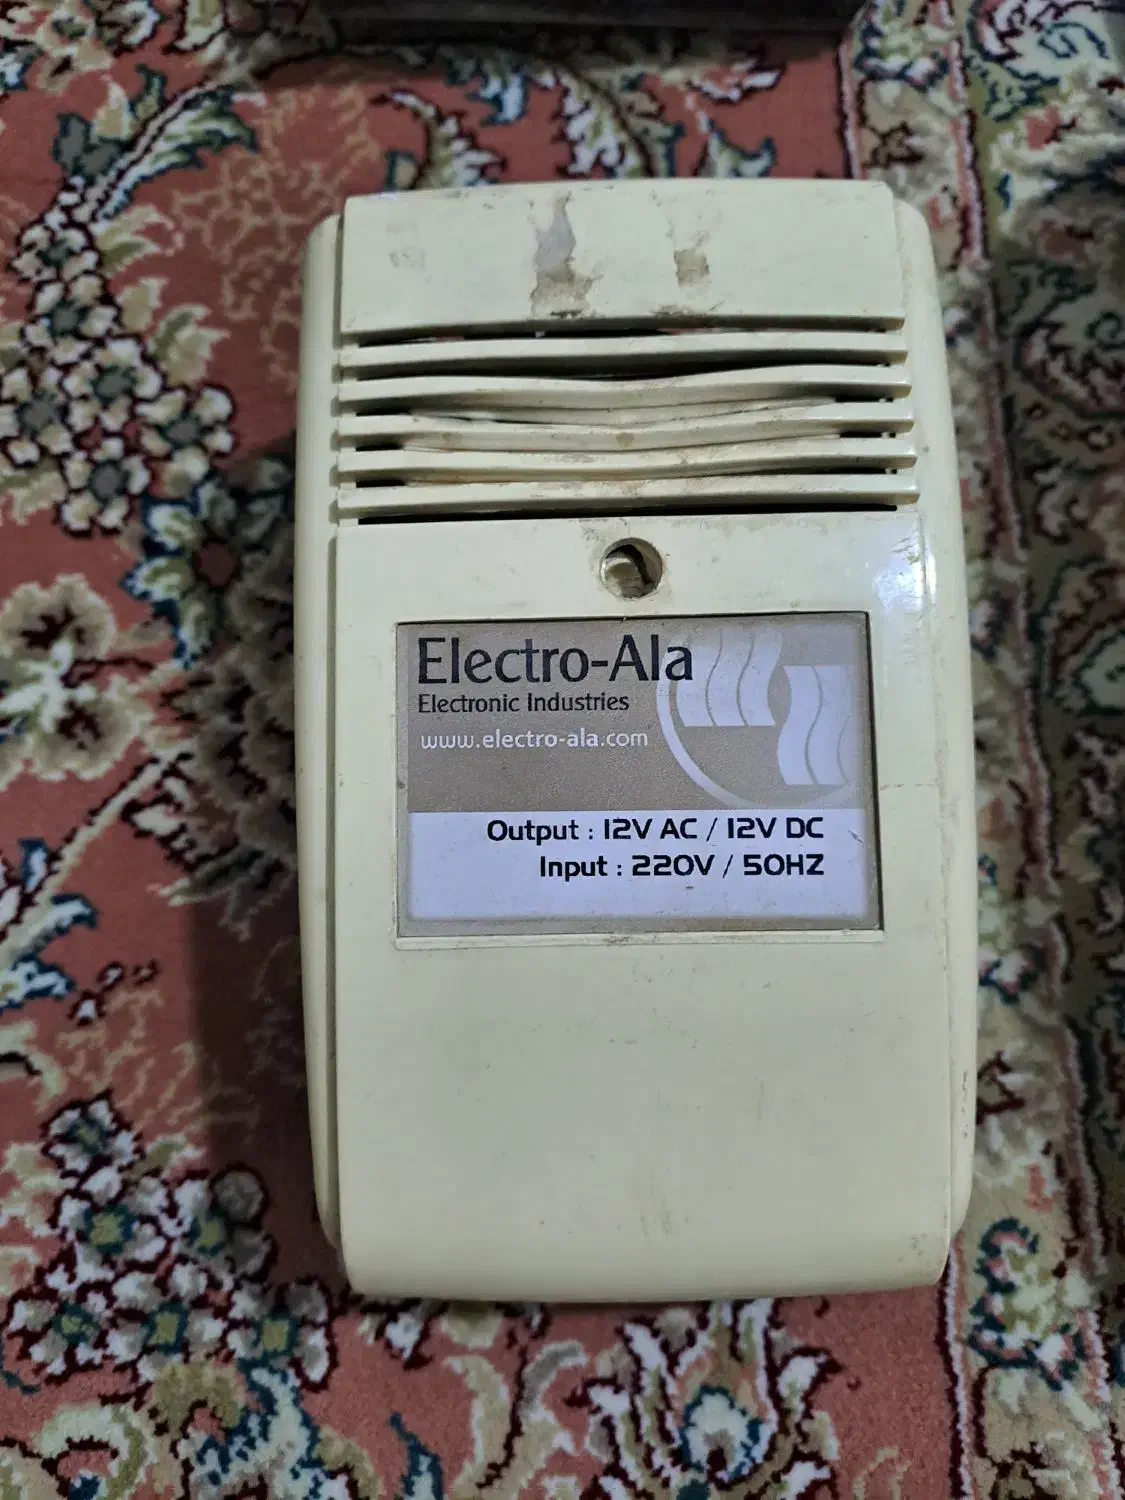 Electro-Ala
Electronic Industries
www.electro-ala.com
Output : 12V AC / 12V DC
Input : 220V / 50HZ